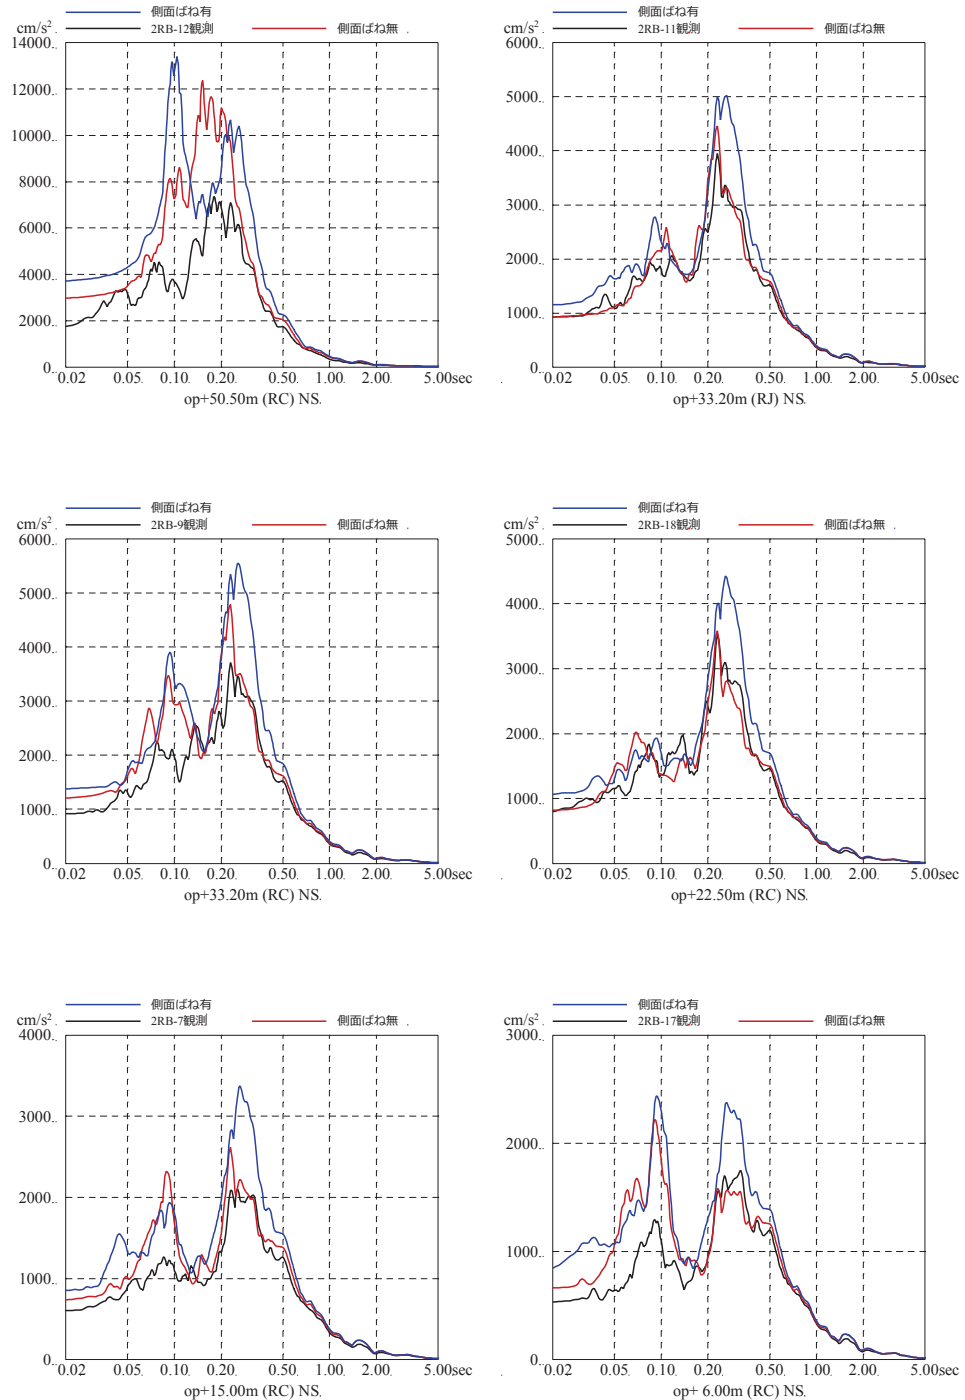 側面ばね有
cm/s². 2RB-12観測 側面ばね無 .
14000..
12000..
10000..
8000..
6000..
4000..
2000..
0..
0.02 0.05. 0.10. 0.20. 0.50. 1.00. 2.00. 5.00sec
op+50.50m (RC) NS.
側面ばね有
cm/s². 2RB-11観測 側面ばね無
6000..
5000..
4000..
3000..
2000..
1000..
0..
0.02 0.05. 0.10. 0.20. 0.50. 1.00. 2.00. 5.00sec
op+33.20m (RJ) NS.
側面ばね有
cm/s². 2RB-9観測 側面ばね無 .
6000..
5000..
4000..
3000..
2000..
1000..
0..
0.02 0.05. 0.10. 0.20. 0.50. 1.00. 2.00. 5.00sec
op+33.20m (RC) NS.
側面ばね有
cm/s². 2RB-18観測 側面ばね無 .
5000..
4000..
3000..
2000..
1000..
0..
0.02 0.05. 0.10. 0.20. 0.50. 1.00. 2.00. 5.00sec
op+22.50m (RC) NS.
側面ばね有
cm/s². 2RB-7観測 側面ばね無 .
4000..
3000..
2000..
1000..
0..
0.02 0.05. 0.10. 0.20. 0.50. 1.00. 2.00. 5.00sec
op+15.00m (RC) NS.
側面ばね有
cm/s². 2RB-17観測 側面ばね無
3000..
2000..
1000..
0..
0.02 0.05. 0.10. 0.20. 0.50. 1.00. 2.00. 5.00sec
op+ 6.00m (RC) NS.